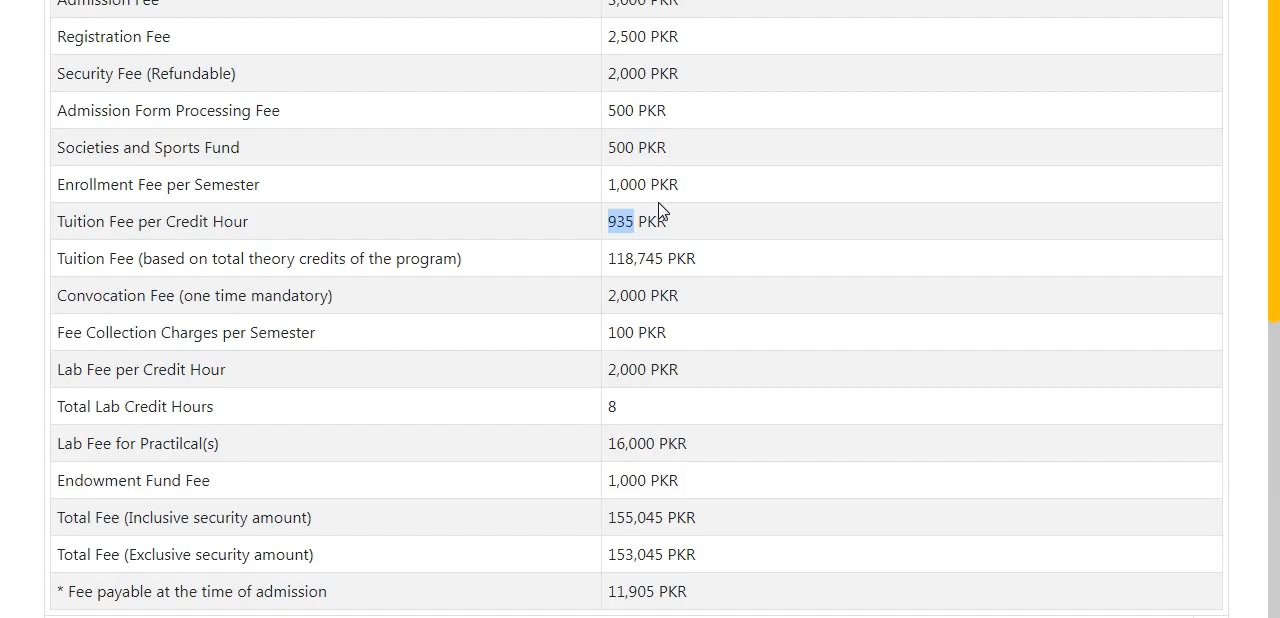 Admission Fee 3,000 PKR
Registration Fee 2,500 PKR
Security Fee (Refundable) 2,000 PKR
Admission Form Processing Fee 500 PKR
Societies and Sports Fund 500 PKR
Enrollment Fee per Semester 1,000 PKR
Tuition Fee per Credit Hour 935 PKR
Tuition Fee (based on total theory credits of the program) 118,745 PKR
Convocation Fee (one time mandatory) 2,000 PKR
Fee Collection Charges per Semester 100 PKR
Lab Fee per Credit Hour 2,000 PKR
Total Lab Credit Hours 8
Lab Fee for Practilcal(s) 16,000 PKR
Endowment Fund Fee 1,000 PKR
Total Fee (Inclusive security amount) 155,045 PKR
Total Fee (Exclusive security amount) 153,045 PKR
* Fee payable at the time of admission 11,905 PKR